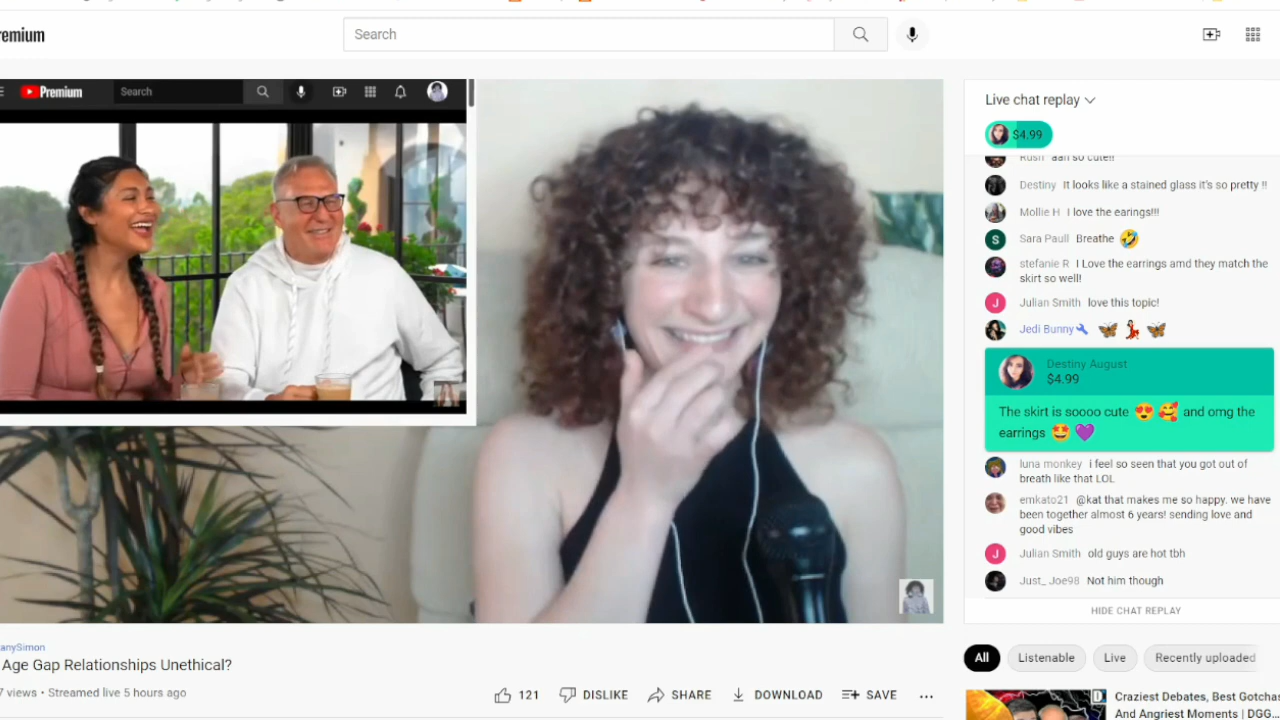 remium
Search
Premium
Search
Live chat replay
$4.99
Rush aah so cute!!
Destiny It looks like a stained glass it's so pretty !!
Mollie H I love the earings!!!
S Sara Paull Breathe 🤣
stefanie R I Love the earrings amd they match the
skirt so well!
J Julian Smith love this topic!
Jedi Bunny 🦋 💃 🦋
Destiny August
$4.99
The skirt is soooo cute 😍 🥰 and omg the
earrings 🤩 💜
luna monkey i feel so seen that you got out of
breath like that LOL
emkato21 @kat that makes me so happy. we have
been together almost 6 years! sending love and
good vibes
J Julian Smith old guys are hot tbh
Just_ Joe98 Not him though
HIDE CHAT REPLAY
anySimon
Age Gap Relationships Unethical?
7 views • Streamed live 5 hours ago
121
DISLIKE
SHARE
DOWNLOAD
SAVE
All
Listenable
Live
Recently uploaded
Craziest Debates, Best Gotchas
And Angriest Moments | DGG...